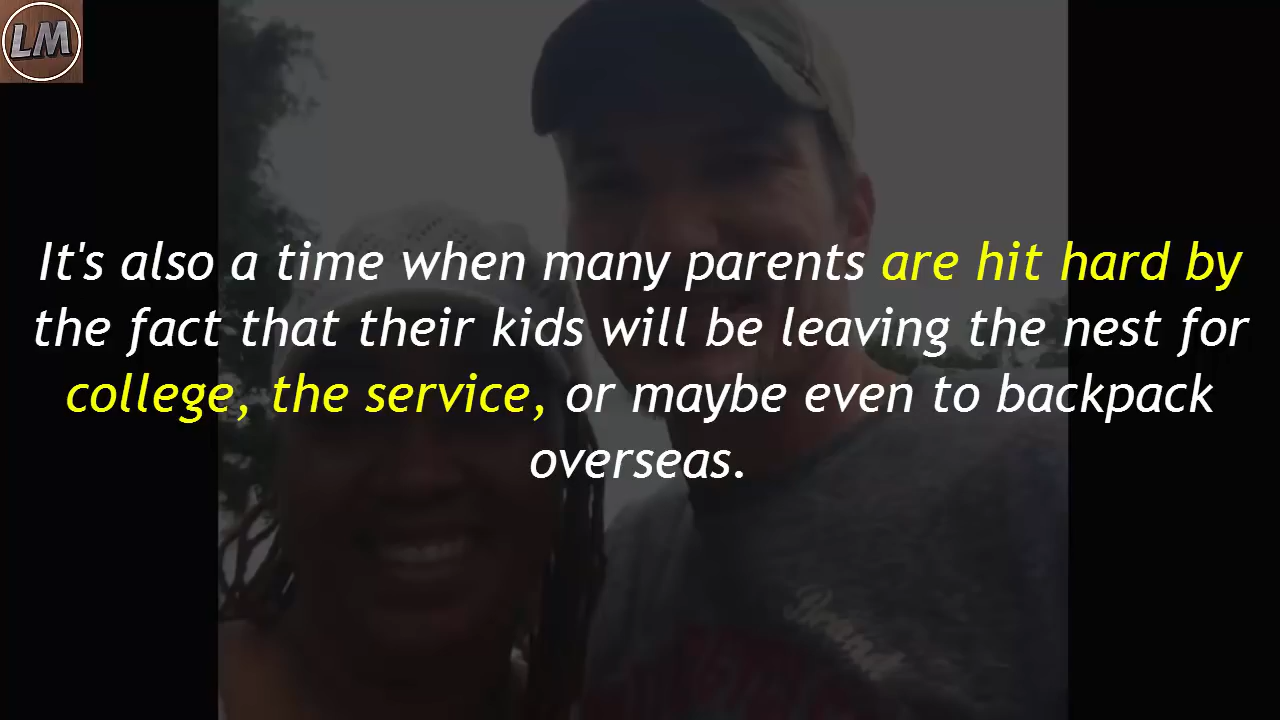 LM
It's also a time when many parents are hit hard by
the fact that their kids will be leaving the nest for
college, the service, or maybe even to backpack
overseas.